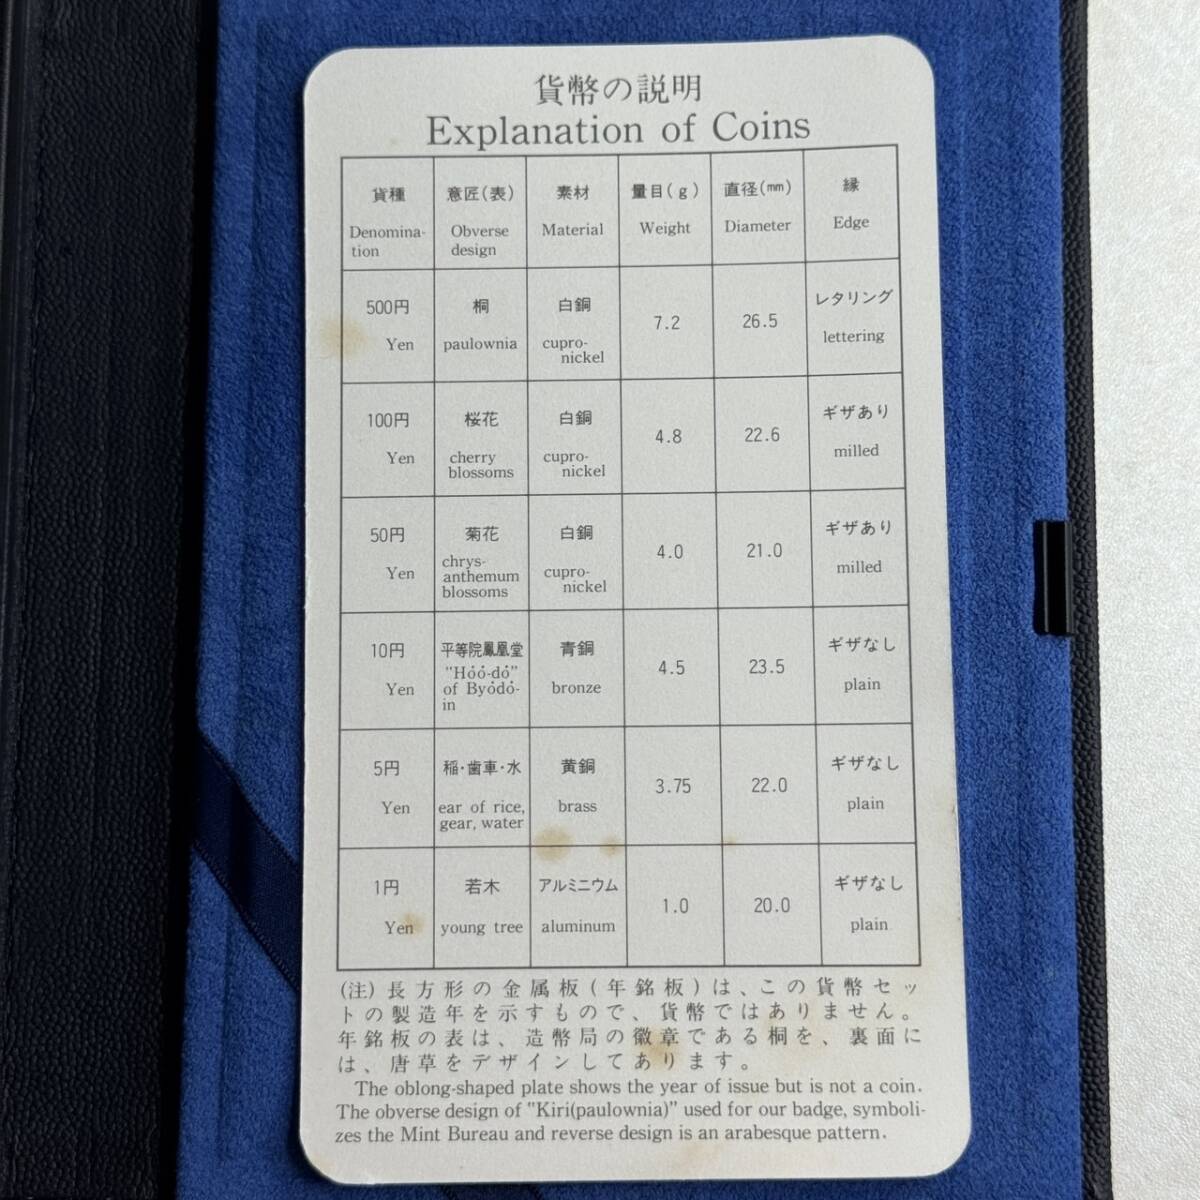 貨幣の説明
Explanation of Coins
貨種 意匠(表) 素材 量目(g) 直径(mm) 縁
Denomina- Obverse Material Weight Diameter Edge
tion design
500円 桐 白銅 7.2 26.5 レタリング
Yen paulownia cupro- lettering
nickel
100円 桜花 白銅 4.8 22.6 ギザあり
Yen cherry cupro- milled
blossoms nickel
50円 菊花 白銅 4.0 21.0 ギザあり
Yen chrys- cupro- milled
anthemum nickel
blossoms
10円 平等院鳳凰堂 青銅 4.5 23.5 ギザなし
Yen "Hȯȯ-dȯ" bronze plain
of Byȯdȯ-
in
5円 稲・歯車・水 黄銅 3.75 22.0 ギザなし
Yen ear of rice, brass plain
gear, water
1円 若木 アルミニウム 1.0 20.0 ギザなし
Yen young tree aluminum plain
(注)長方形の金属板(年銘板)は、この貨幣セッ
トの製造年を示すもので、貨幣ではありません。
年銘板の表は、造幣局の徽章である桐を、裏面に
は、唐草をデザインしてあります。
The oblong-shaped plate shows the year of issue but is not a coin.
The obverse design of "Kiri(paulownia)" used for our badge, symboli-
zes the Mint Bureau and reverse design is an arabesque pattern.